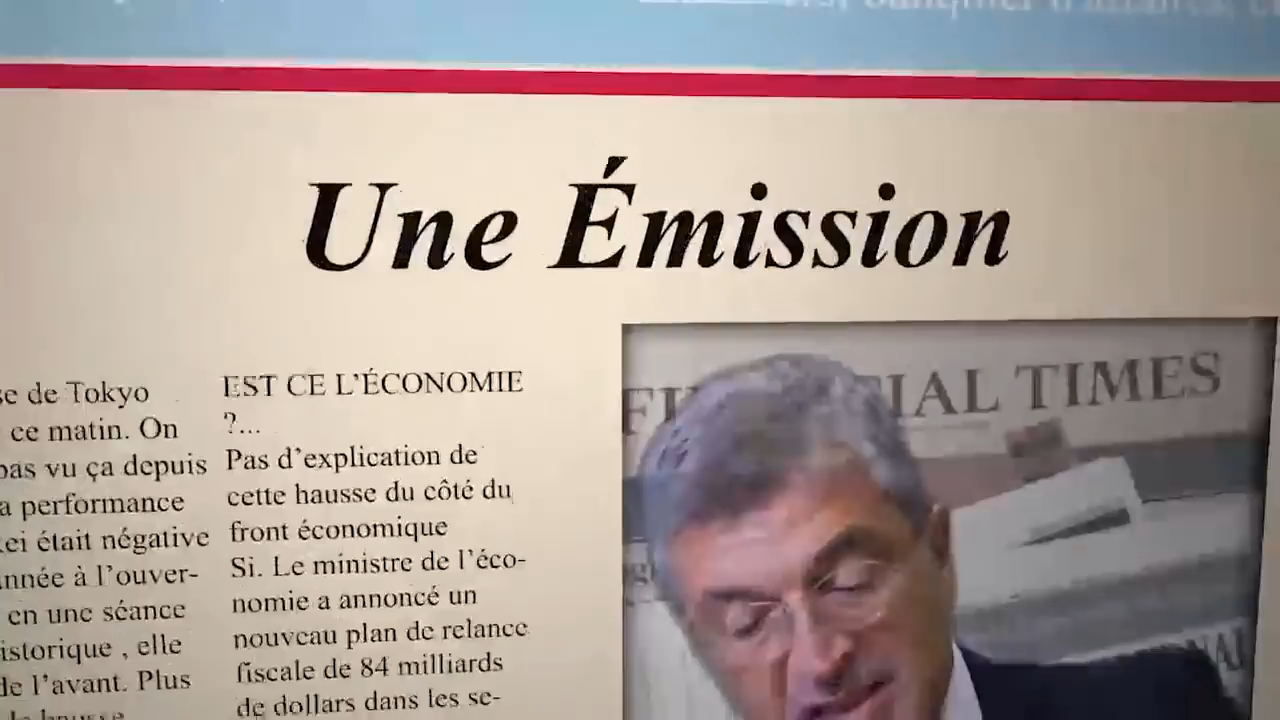 Une Émission
se de Tokyo
ce matin. On
pas vu ça depuis
a performance
était négative
année à l'ouver-
en une séance
istorique , elle
de l'avant. Plus
EST CE L'ÉCONOMIE
?...
Pas d'explication de
cette hausse du côté du
front économique
Si. Le ministre de l'éco-
nomie a annoncé un
nouveau plan de relance
fiscale de 84 milliards
de dollars dans les se-
FI IAL TIMES